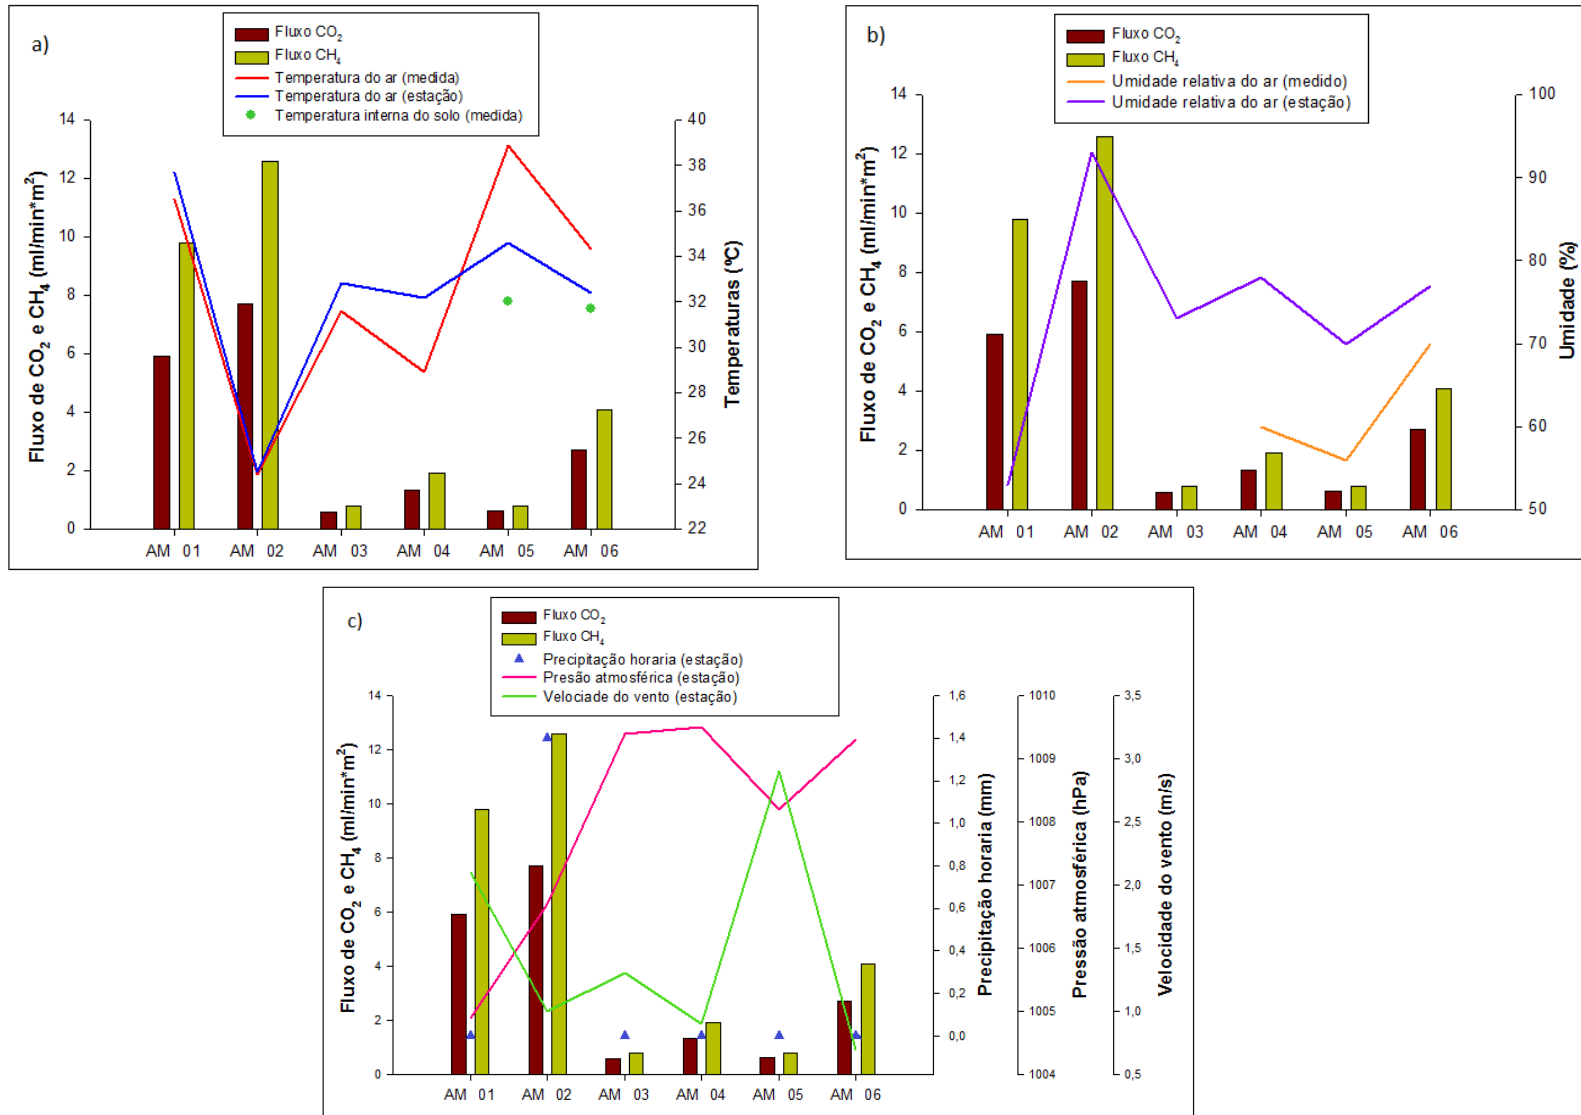 a)
Fluxo CO2
Fluxo CH4
Temperatura do ar (medida)
Temperatura do ar (estação)
Temperatura interna do solo (medida)
Fluxo de CO2 e CH4 (ml/min*m2)
14
12
10
8
6
4
2
0
Temperaturas (ºC)
40
38
36
34
32
30
28
26
24
22
AM 01 AM 02 AM 03 AM 04 AM 05 AM 06
b)
Fluxo CO2
Fluxo CH4
Umidade relativa do ar (medido)
Umidade relativa do ar (estação)
Fluxo de CO2 e CH4 (ml/min*m2)
14
12
10
8
6
4
2
0
Umidade (%)
100
90
80
70
60
50
AM 01 AM 02 AM 03 AM 04 AM 05 AM 06
c)
Fluxo CO2
Fluxo CH4
Precipitação horaria (estação)
Presão atmosférica (estação)
Velociade do vento (estação)
Fluxo de CO2 e CH4 (ml/min*m2)
14
12
10
8
6
4
2
0
Precipitação horaria (mm)
1,6
1,4
1,2
1,0
0,8
0,6
0,4
0,2
0,0
Pressão atmosférica (hPa)
1010
1009
1008
1007
1006
1005
1004
Velocidade do vento (m/s)
3,5
3,0
2,5
2,0
1,5
1,0
0,5
AM 01 AM 02 AM 03 AM 04 AM 05 AM 06